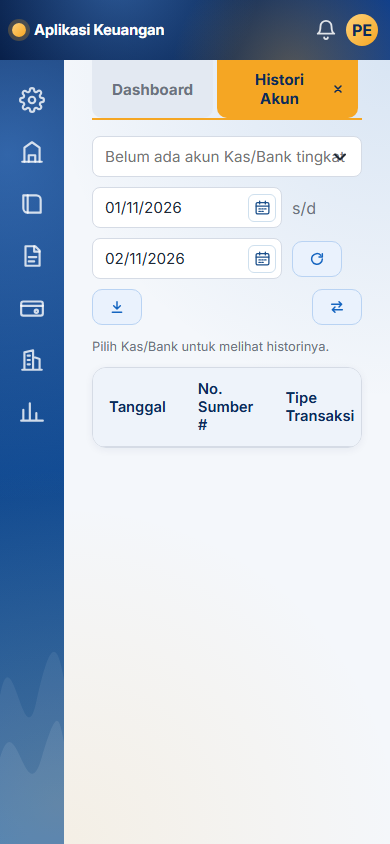 Aplikasi Keuangan
PE
Dashboard
Histori
Akun
×
Belum ada akun Kas/Bank tingkat
01/11/2026
s/d
02/11/2026
Pilih Kas/Bank untuk melihat historinya.
Tanggal
No.
Sumber
#
Tipe
Transaksi